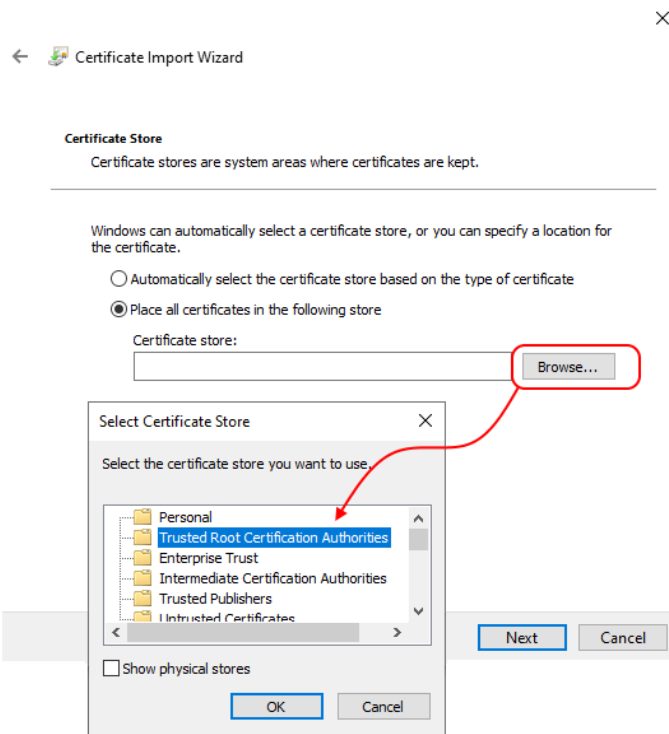 Certificate Import Wizard
Certificate Store
Certificate stores are system areas where certificates are kept.
Windows can automatically select a certificate store, or you can specify a location for
the certificate.
Automatically select the certificate store based on the type of certificate
Place all certificates in the following store
Certificate store:
Browse...
Select Certificate Store
Select the certificate store you want to use.
Personal
Trusted Root Certification Authorities
Enterprise Trust
Intermediate Certification Authorities
Trusted Publishers
Untrusted Certificates
Show physical stores
OK
Cancel
Next
Cancel